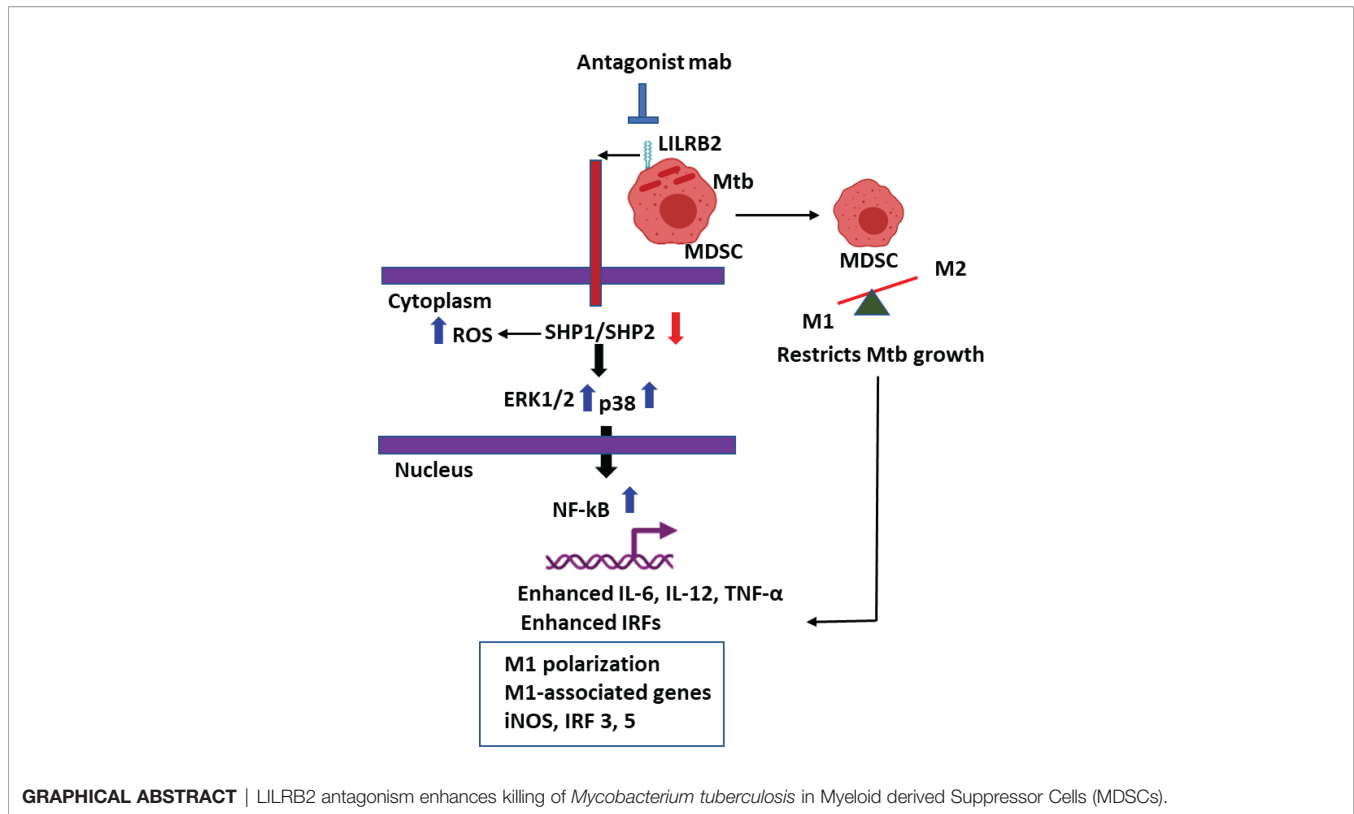 Antagonist mab
LILRB2
Mtb
MDSC
MDSC
M2
M1
Restricts Mtb growth
Cytoplasm
ROS
SHP1/SHP2
ERK1/2
p38
Nucleus
NF-kB
Enhanced IL-6, IL-12, TNF-α
Enhanced IRFs
M1 polarization
M1-associated genes
iNOS, IRF 3, 5
GRAPHICAL ABSTRACT | LILRB2 antagonism enhances killing of Mycobacterium tuberculosis in Myeloid derived Suppressor Cells (MDSCs).